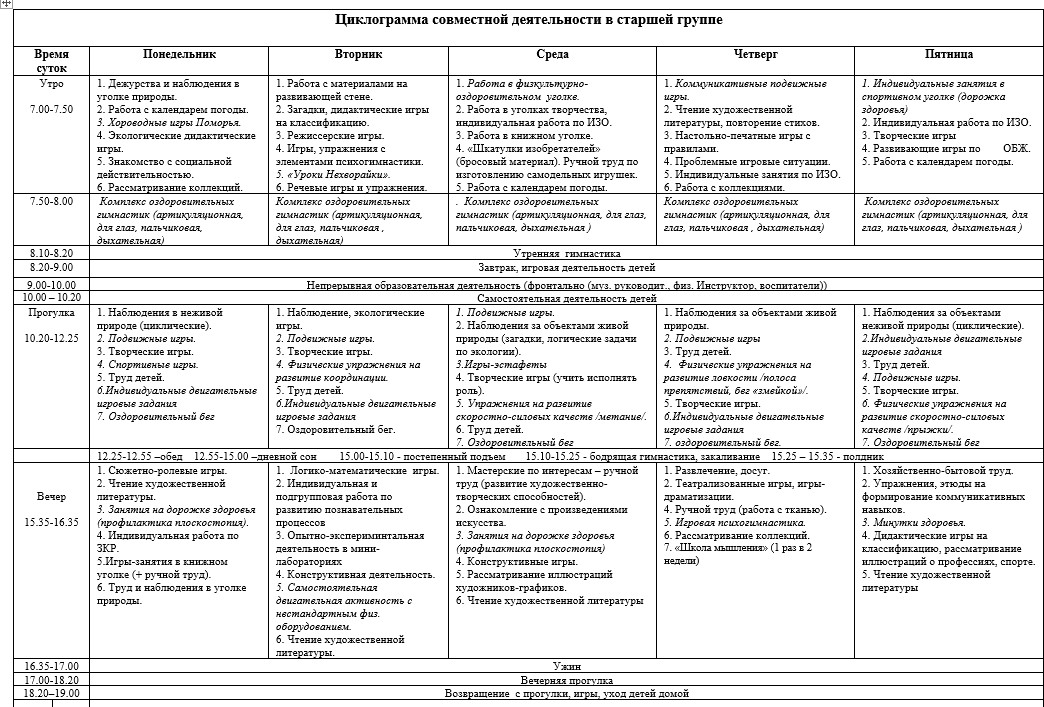 Циклограмма совместной деятельности в старшей группе
Время
суток
Понедельник
Вторник
Среда
Четверг
Пятница
Утро
7.00-7.50
1. Дежурства и наблюдения в
уголке природы.
2. Работа с календарем погоды.
3. Хороводные игры Поморья.
4. Экологические дидактические
игры.
5. Знакомство с социальной
действительностью.
6. Рассматривание коллекций.
1. Работа с материалами на
развивающей стене.
2. Загадки, дидактические игры
на классификацию.
3. Режиссерские игры.
4. Игры, упражнения с
элементами психогимнастики.
5. «Уроки Нехворайки».
6. Речевые игры и упражнения.
1. Работа в физкультурно-
оздоровительном уголке.
2. Работа в уголках творчества,
индивидуальная работа по ИЗО.
3. Работа в книжном уголке.
4. «Шкатулки изобретателей»
(бросовый материал). Ручной труд по
изготовлению самодельных игрушек.
5. Работа с календарем погоды.
1. Коммуникативные подвижные
игры.
2. Чтение художественной
литературы, повторение стихов.
3. Настольно-печатные игры с
правилами.
4. Проблемные игровые ситуации.
5. Индивидуальные занятия по ИЗО.
6. Работа с коллекциями.
1. Индивидуальные занятия в
спортивном уголке (дорожка
здоровья)
2. Индивидуальная работа по ИЗО.
3. Творческие игры
4. Развивающие игры по ОБЖ.
5. Работа с календарем погоды.
7.50-8.00
Комплекс оздоровительных
гимнастик (артикуляционная,
для глаз, пальчиковая,
дыхательная)
Комплекс оздоровительных
гимнастик (артикуляционная,
для глаз, пальчиковая ,
дыхательная)
. Комплекс оздоровительных
гимнастик (артикуляционная, для глаз,
пальчиковая, дыхательная )
Комплекс оздоровительных
гимнастик (артикуляционная, для
глаз, пальчиковая , дыхательная)
Комплекс оздоровительных
гимнастик (артикуляционная, для
глаз, пальчиковая, дыхательная )
8.10-8.20
Утренняя гимнастика
8.20-9.00
Завтрак, игровая деятельность детей
9.00-10.00
Непрерывная образовательная деятельность (фронтально (муз. руководит., физ. Инструктор, воспитатели))
10.00 – 10.20
Самостоятельная деятельность детей
Прогулка
10.20-12.25
1. Наблюдения в неживой
природе (циклические).
2. Подвижные игры.
3. Творческие игры.
4. Спортивные игры.
5. Труд детей.
6.Индивидуальные двигательные
игровые задания
7. Оздоровительный бег
1. Наблюдение, экологические
игры.
2. Подвижные игры.
3. Творческие игры.
4. Физические упражнения на
развитие координации.
5. Труд детей.
6.Индивидуальные двигательные
игровые задания
7. Оздоровительный бег.
1. Подвижные игры.
2. Наблюдения за объектами живой
природы (загадки, логические задачи
по экологии).
3.Игры-эстафеты
4. Творческие игры (учить исполнять
роль).
5. Упражнения на развитие
скоростно-силовых качеств /метание/.
6. Труд детей.
7. Оздоровительный бег
1. Наблюдения за объектами живой
природы.
2. Подвижные игры
3. Труд детей.
4. Физические упражнения на
развитие ловкости /полоса
препятствий, бег «змейкой»/.
5. Творческие игры.
6.Индивидуальные двигательные
игровые задания
7. оздоровительный бег.
1. Наблюдения за объектами
неживой природы (циклические).
2.Индивидуальные двигательные
игровые задания
3. Труд детей.
4. Подвижные игры.
5. Творческие игры.
6. Физические упражнения на
развитие скоростно-силовых
качеств /прыжки/.
7. Оздоровительный бег
12.25-12.55 –обед 12.55-15.00 –дневной сон 15.00-15.10 - постепенный подъем 15.10-15.25 - бодрящая гимнастика, закаливание 15.25 – 15.35 - полдник
Вечер
15.35-16.35
1. Сюжетно-ролевые игры.
2. Чтение художественной
литературы.
3. Занятия на дорожке здоровья
(профилактика плоскостопия).
4. Индивидуальная работа по
ЗКР.
5.Игры-занятия в книжном
уголке (+ ручной труд).
6. Труд и наблюдения в уголке
природы.
1. Логико-математические игры.
2. Индивидуальная и
подгрупповая работа по
развитию познавательных
процессов
3. Опытно-экспериминтальная
деятельность в мини-
лабораториях
4. Конструктивная деятельность.
5. Самостоятельная
двигательная активность с
нестандартным физ.
оборудованием.
6. Чтение художественной
литературы.
1. Мастерские по интересам – ручной
труд (развитие художественно-
творческих способностей).
2. Ознакомление с произведениями
искусства.
3. Занятия на дорожке здоровья
(профилактика плоскостопия)
4. Конструктивные игры.
5. Рассматривание иллюстраций
художников-графиков.
6. Чтение художественной литературы
1. Развлечение, досуг.
2. Театрализованные игры, игры-
драматизации.
4. Ручной труд (работа с тканью).
5. Игровая психогимнастика.
6. Рассматривание коллекций.
7. «Школа мышления» (1 раз в 2
недели)
1. Хозяйственно-бытовой труд.
2. Упражнения, этюды на
формирование коммуникативных
навыков.
3. Минутки здоровья.
4. Дидактические игры на
классификацию, рассматривание
иллюстраций о профессиях, спорте.
5. Чтение художественной
литературы
16.35-17.00
Ужин
17.00-18.20
Вечерняя прогулка
18.20–19.00
Возвращение с прогулки, игры, уход детей домой